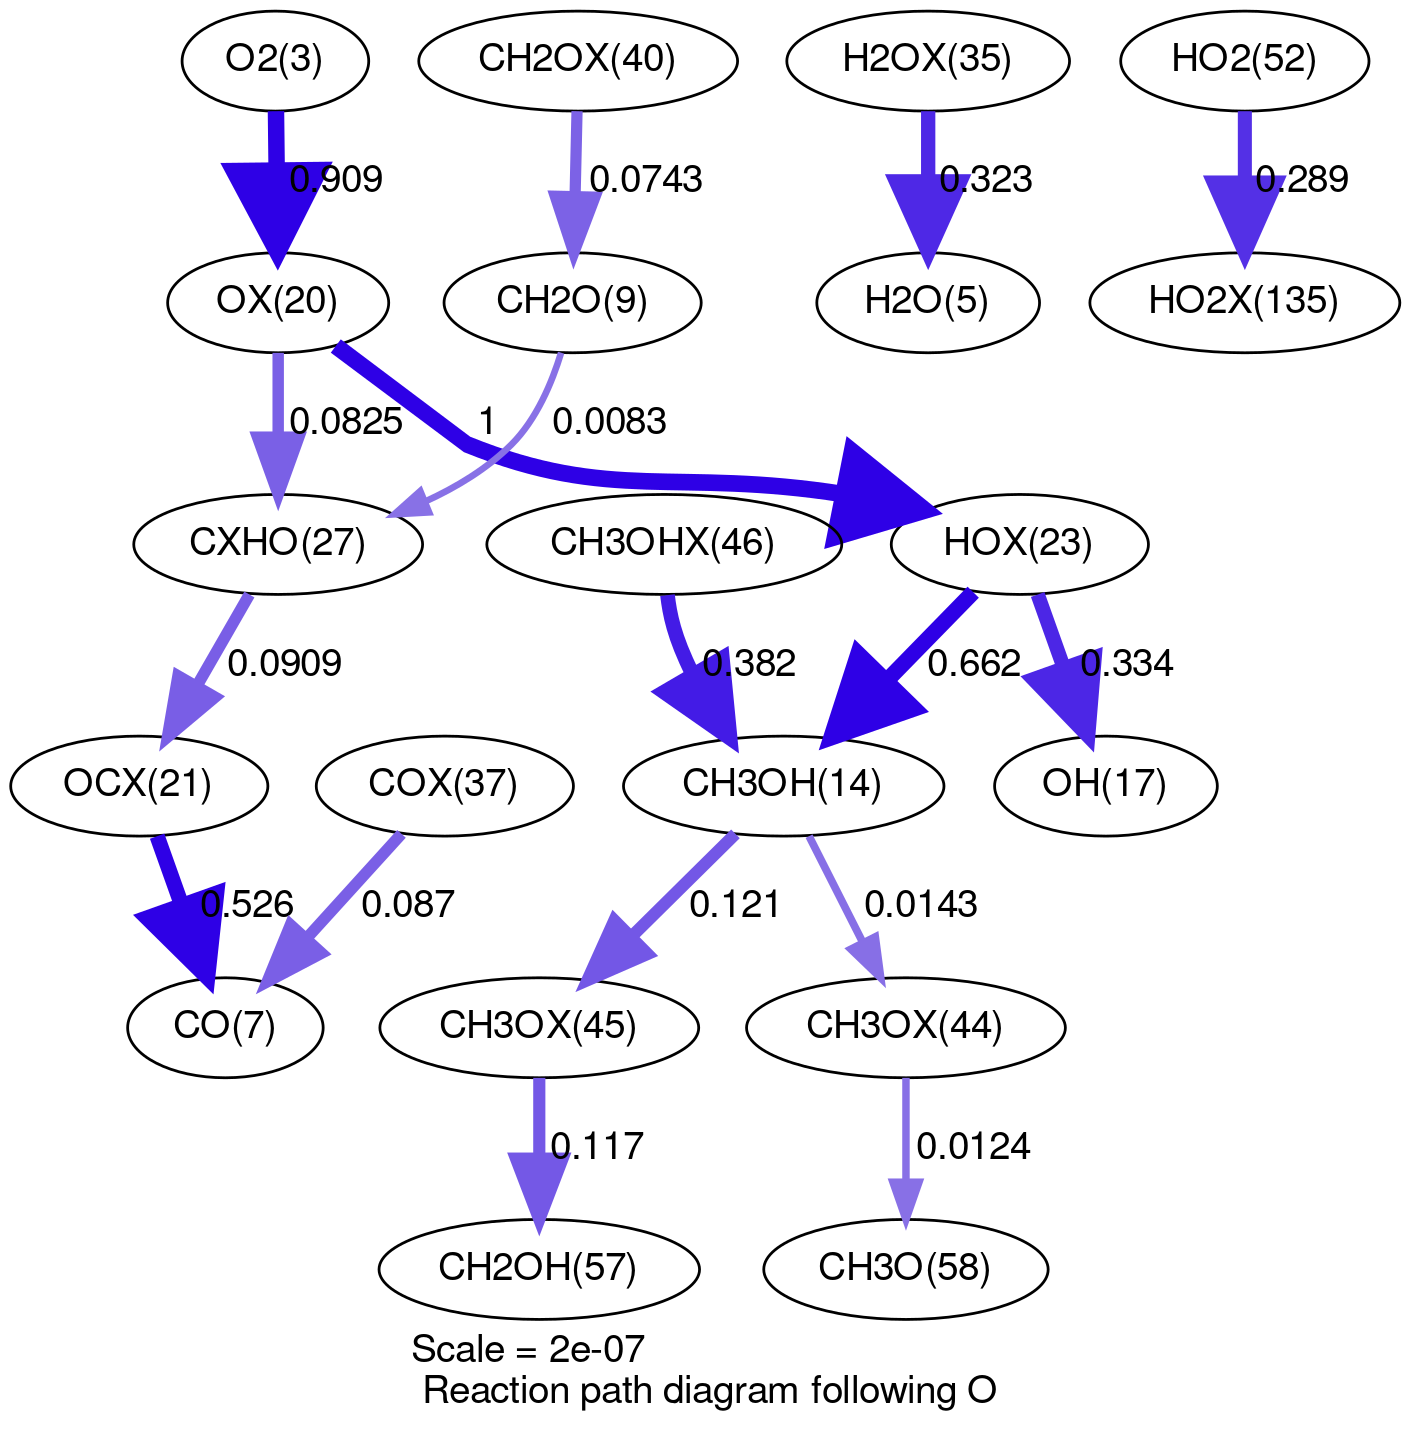 O2(3)
CH2OX(40)
H2OX(35)
HO2(52)
0.909
0.0743
0.323
0.289
OX(20)
CH2O(9)
H2O(5)
HO2X(135)
0.0825
1
0.0083
CXHO(27)
CH3OHX(46)
HOX(23)
0.0909
0.382
0.662
0.334
OCX(21)
COX(37)
CH3OH(14)
OH(17)
0.526
0.087
0.121
0.0143
CO(7)
CH3OX(45)
CH3OX(44)
0.117
0.0124
CH2OH(57)
CH3O(58)
Scale = 2e-07
Reaction path diagram following O